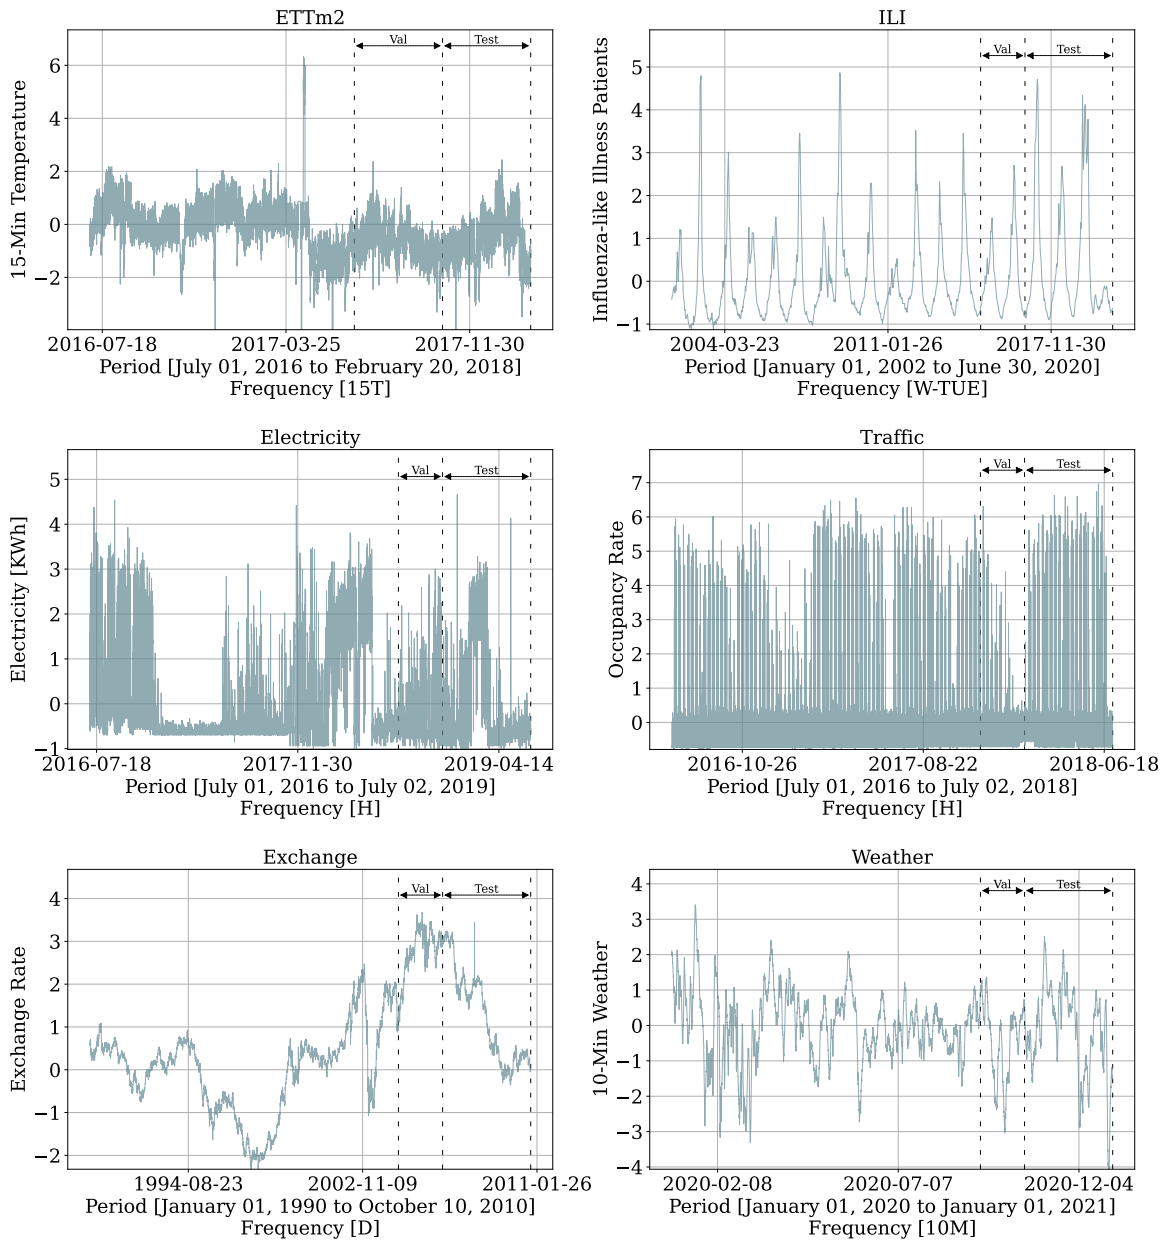 ETTm2
Val
Test
6
4
2
0
−2
15-Min Temperature
2016-07-18
2017-03-25
2017-11-30
Period [July 01, 2016 to February 20, 2018]
Frequency [15T]
ILI
Val
Test
5
4
3
2
1
0
−1
Influenza-like Illness Patients
2004-03-23
2011-01-26
2017-11-30
Period [January 01, 2002 to June 30, 2020]
Frequency [W-TUE]
Electricity
Val
Test
5
4
3
2
1
0
−1
Electricity [KWh]
2016-07-18
2017-11-30
2019-04-14
Period [July 01, 2016 to July 02, 2019]
Frequency [H]
Traffic
Val
Test
7
6
5
4
3
2
1
0
Occupancy Rate
2016-10-26
2017-08-22
2018-06-18
Period [July 01, 2016 to July 02, 2018]
Frequency [H]
Exchange
Val
Test
4
3
2
1
0
−1
−2
Exchange Rate
1994-08-23
2002-11-09
2011-01-26
Period [January 01, 1990 to October 10, 2010]
Frequency [D]
Weather
Val
Test
4
3
2
1
0
−1
−2
−3
−4
10-Min Weather
2020-02-08
2020-07-07
2020-12-04
Period [January 01, 2020 to January 01, 2021]
Frequency [10M]